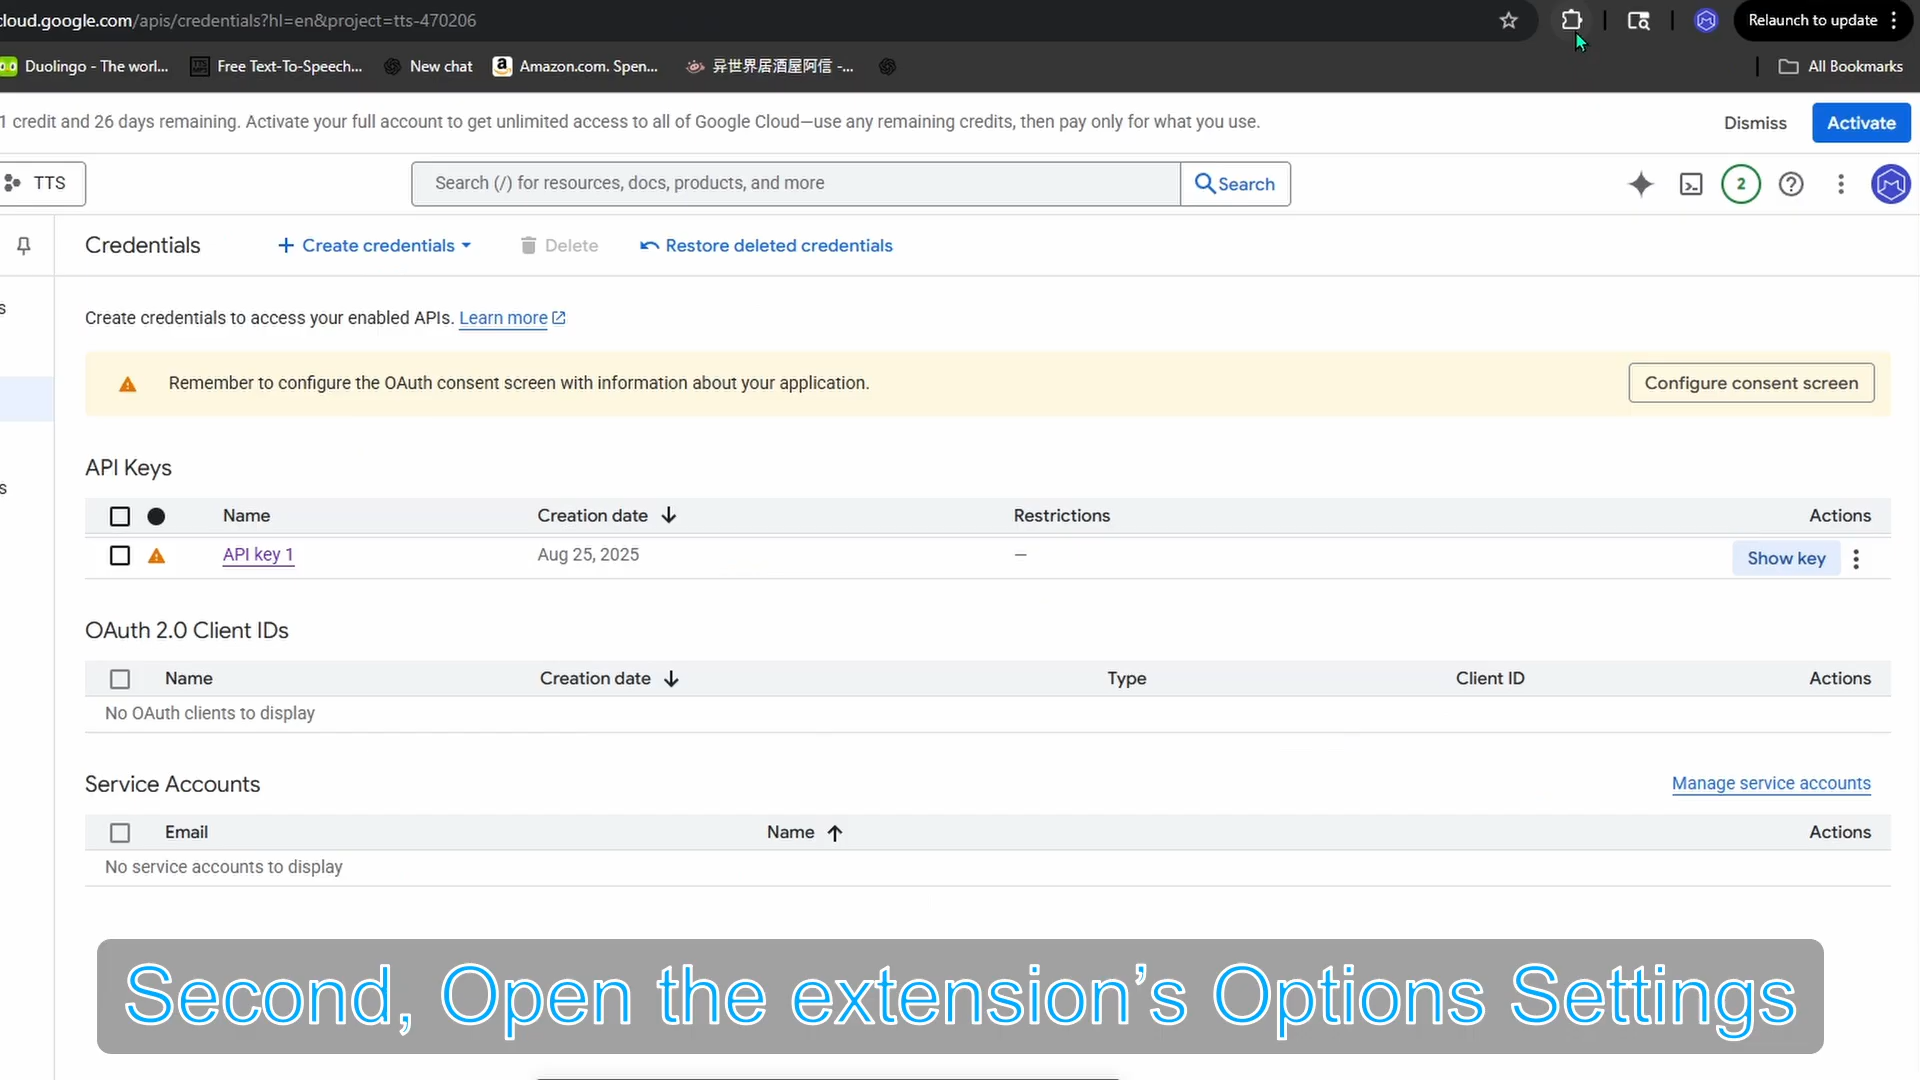 cloud.google.com/apis/credentials?hl=en&project=tts-470206
Relaunch to update
Duolingo - The worl...
Free Text-To-Speech...
New chat
Amazon.com. Spen...
异世界居酒屋阿信 -...
All Bookmarks
1 credit and 26 days remaining. Activate your full account to get unlimited access to all of Google Cloud—use any remaining credits, then pay only for what you use.
Dismiss
Activate
TTS
Search (/) for resources, docs, products, and more
Search
2
Credentials
Create credentials
Delete
Restore deleted credentials
s
Create credentials to access your enabled APIs. Learn more
Remember to configure the OAuth consent screen with information about your application.
Configure consent screen
API Keys
s
Name Creation date Restrictions Actions
API key 1 Aug 25, 2025 — Show key
OAuth 2.0 Client IDs
Name Creation date Type Client ID Actions
No OAuth clients to display
Service Accounts
Manage service accounts
Email Name Actions
No service accounts to display
Second, Open the extension’s Options Settings